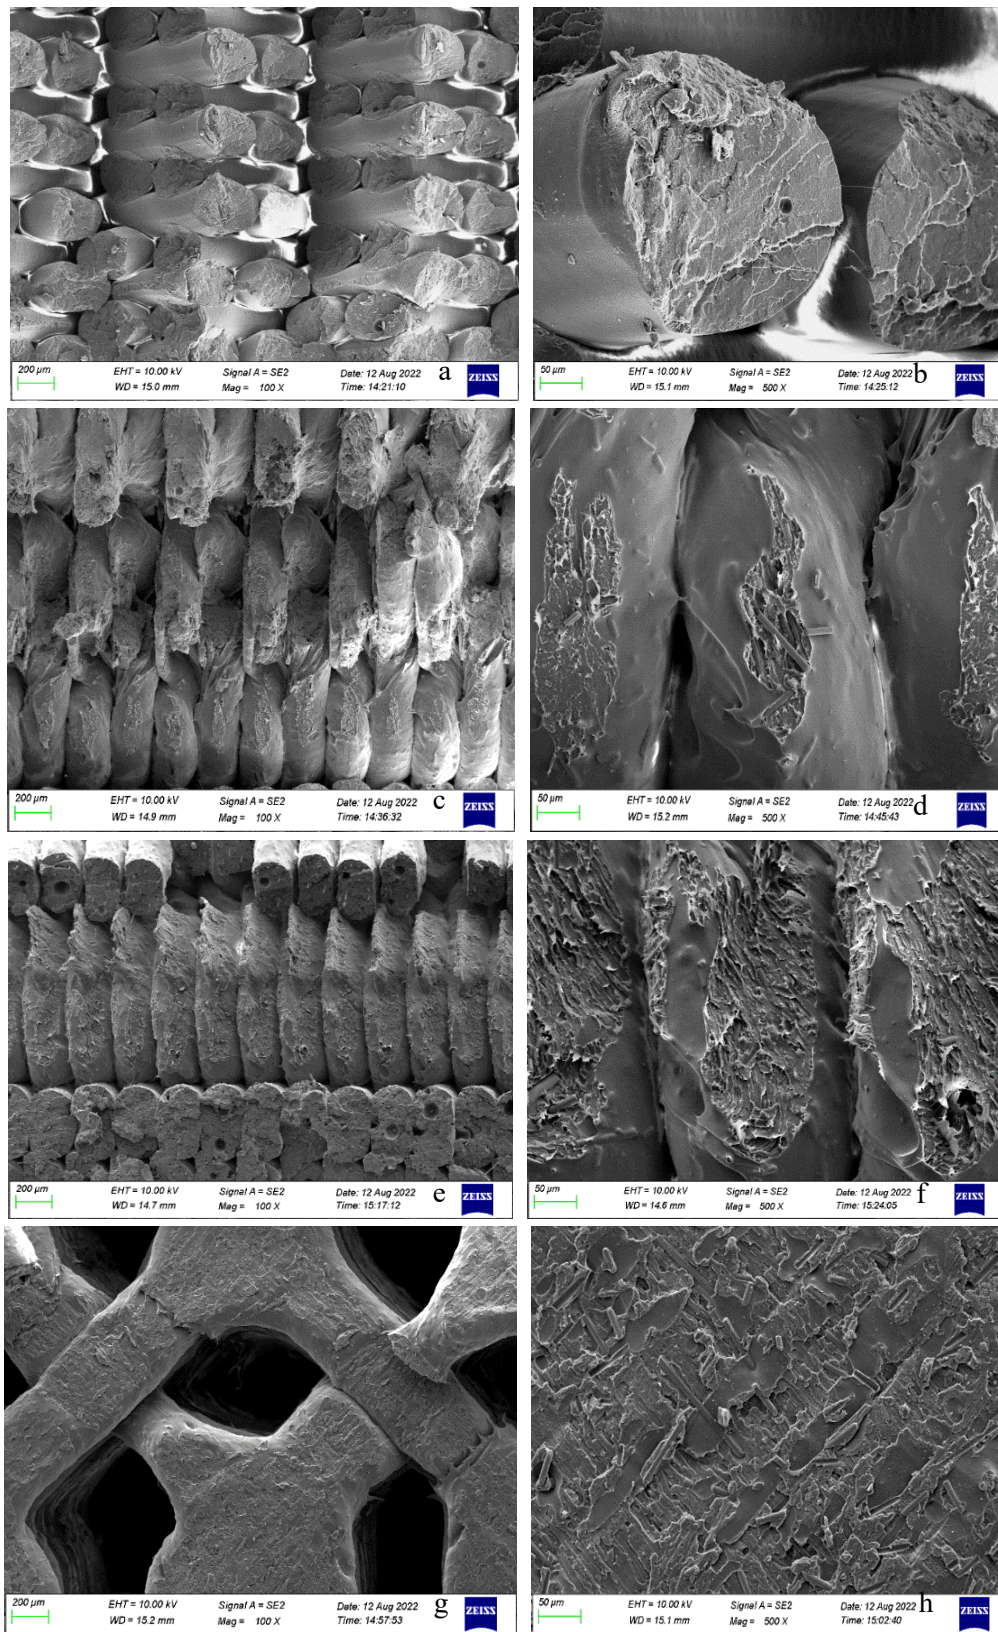 200 µm
EHT = 10.00 kV
Signal A = SE2
Date: 12 Aug 2022
WD = 15.0 mm
Mag = 100 X
Time: 14:21:10
a
ZEISS
50 µm
EHT = 10.00 kV
Signal A = SE2
Date: 12 Aug 2022
WD = 15.1 mm
Mag = 500 X
Time: 14:25:12
b
ZEISS
200 µm
EHT = 10.00 kV
Signal A = SE2
Date: 12 Aug 2022
WD = 14.9 mm
Mag = 100 X
Time: 14:36:32
c
ZEISS
50 µm
EHT = 10.00 kV
Signal A = SE2
Date: 12 Aug 2022
WD = 15.2 mm
Mag = 500 X
Time: 14:45:43
d
ZEISS
200 µm
EHT = 10.00 kV
Signal A = SE2
Date: 12 Aug 2022
WD = 14.7 mm
Mag = 100 X
Time: 15:17:12
e
ZEISS
50 µm
EHT = 10.00 kV
Signal A = SE2
Date: 12 Aug 2022
WD = 14.6 mm
Mag = 500 X
Time: 15:24:05
f
ZEISS
200 µm
EHT = 10.00 kV
Signal A = SE2
Date: 12 Aug 2022
WD = 15.2 mm
Mag = 100 X
Time: 14:57:53
g
ZEISS
50 µm
EHT = 10.00 kV
Signal A = SE2
Date: 12 Aug 2022
WD = 15.1 mm
Mag = 500 X
Time: 15:02:40
h
ZEISS